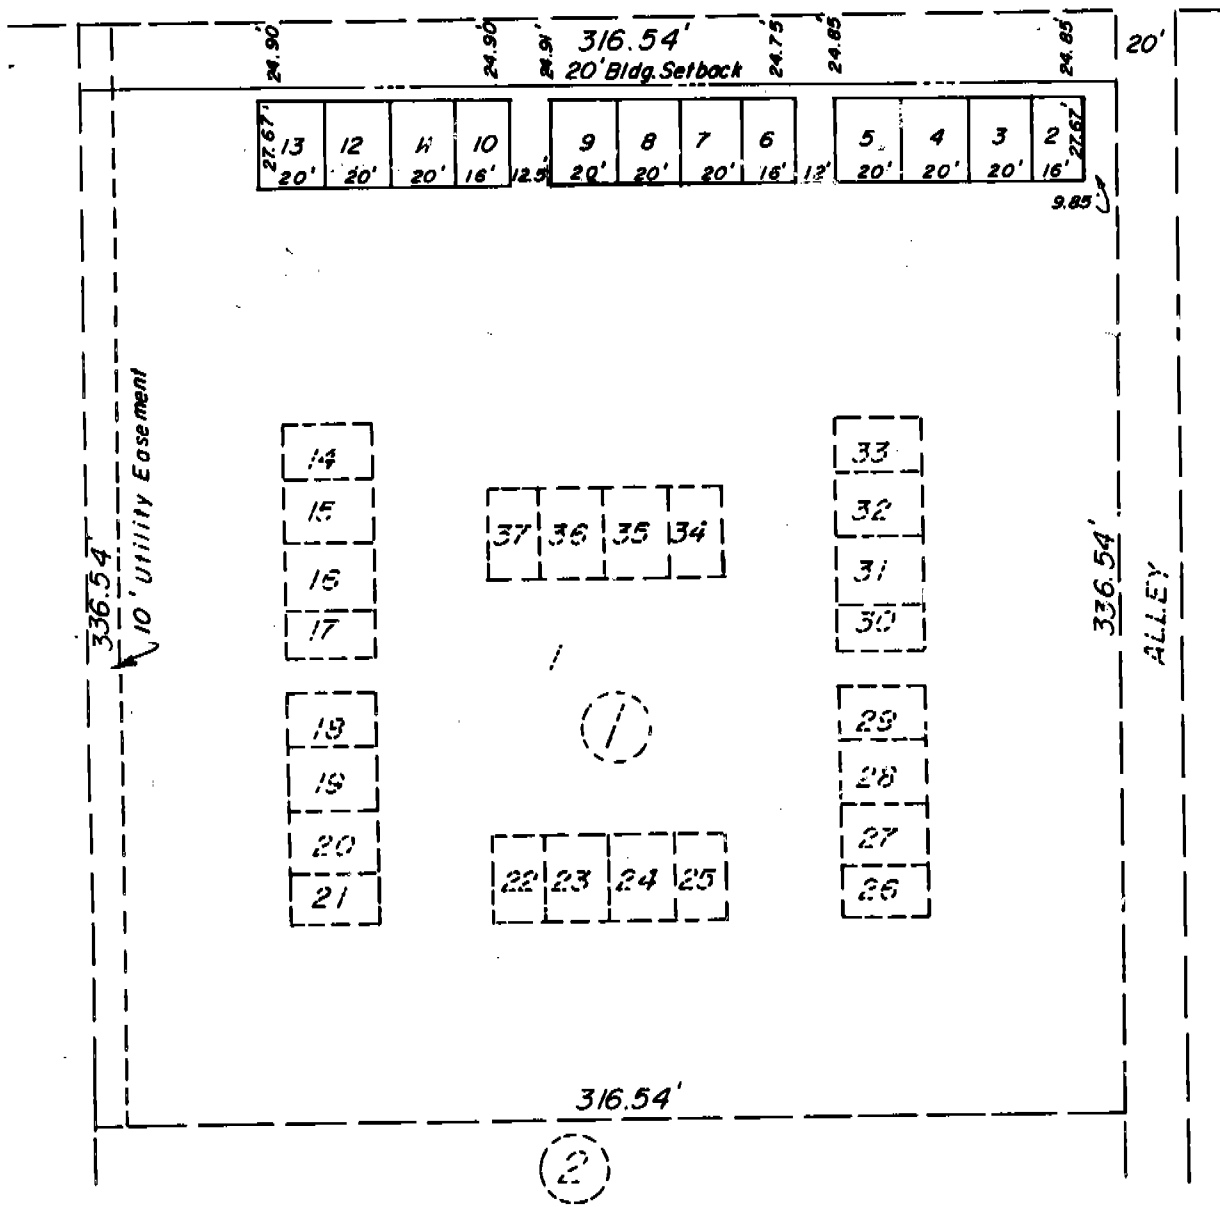 24.90' 24.90' 24.91' 316.54' 24.75' 24.85' 24.85' 20'
20' Bldg. Setback
27.67' 13 12 11 10 9 8 7 6 5 4 3 2 27.67'
20' 20' 20' 16' 12.5' 20' 20' 20' 16' 12' 20' 20' 20' 16'
9.85'
10' Utility Easement
336.54'
336.54'
ALLEY
14 33
15 37 36 35 34 32
16 31
17 30
1
18 1 29
19 28
20 27
21 22 23 24 25 26
316.54'
2